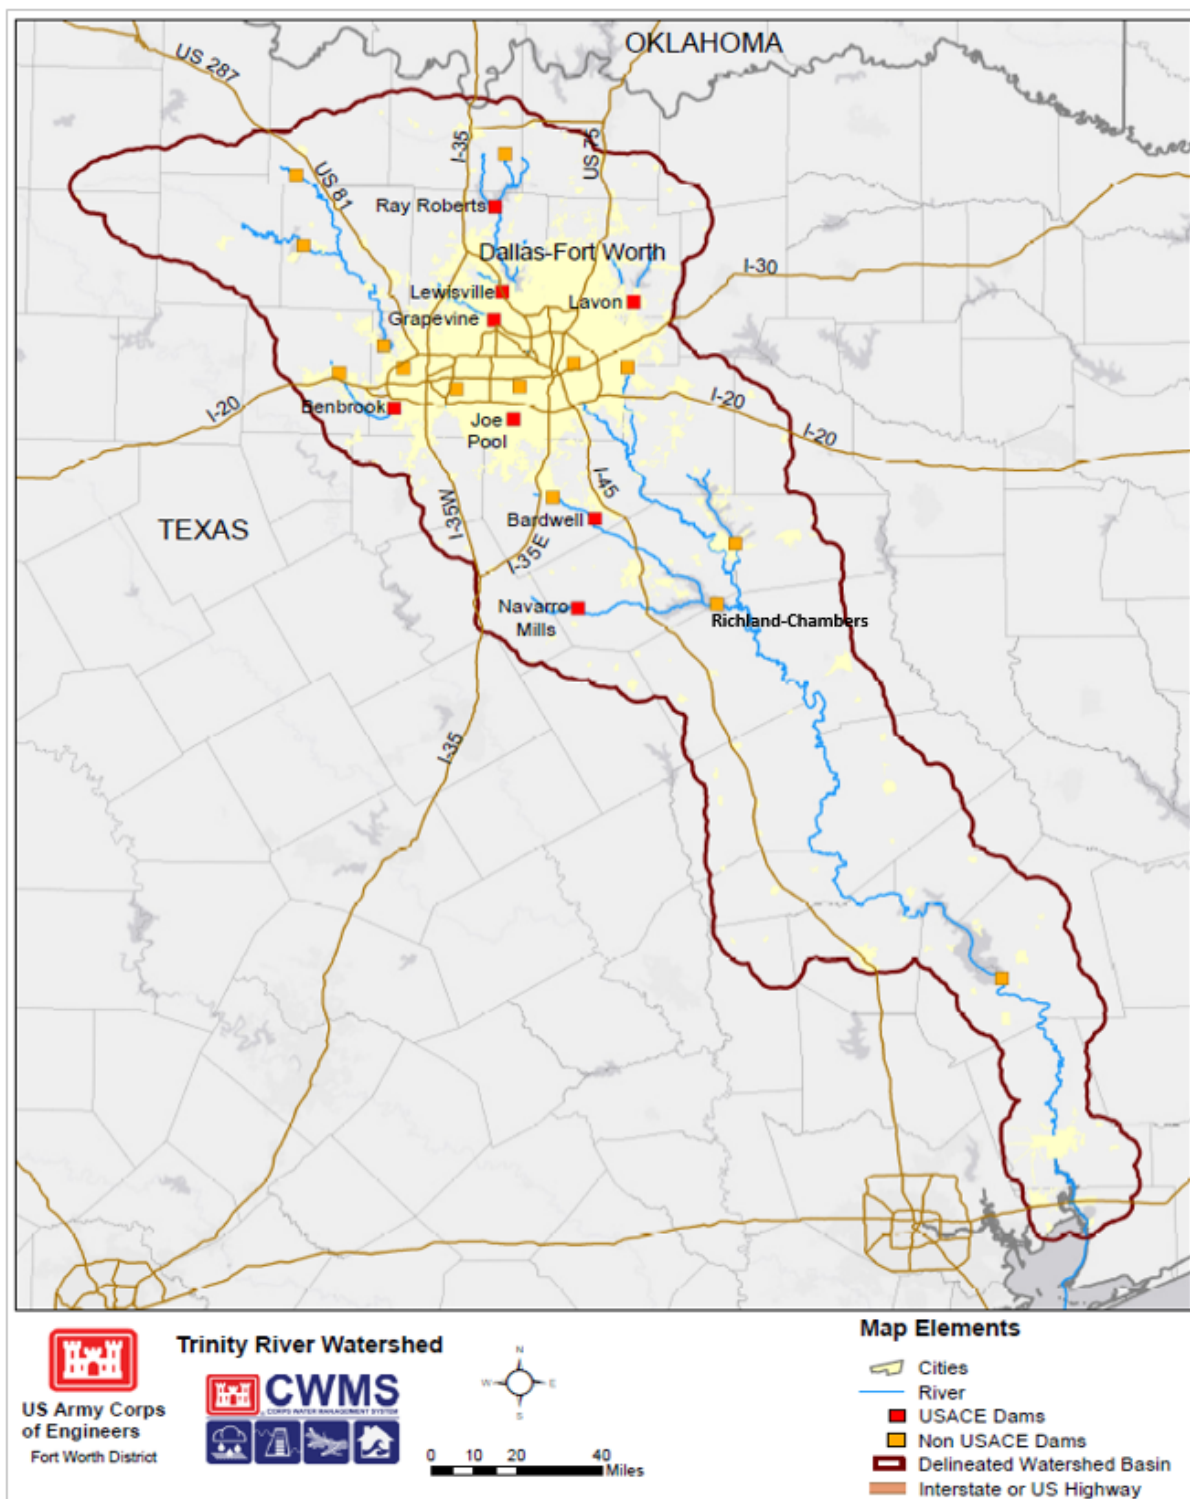 OKLAHOMA
US 287
I-35
US 75
US 81
Ray Roberts
Dallas-Fort Worth
I-30
Lewisville
Lavon
Grapevine
I-20
Benbrook
Joe
Pool
I-20
I-20
I-45
I-35W
Bardwell
TEXAS
I-35E
Navarro
Mills
Richland-Chambers
I-35
US Army Corps
of Engineers
Fort Worth District
Trinity River Watershed
CWMS
CORPS WATER MANAGEMENT SYSTEM
N
W
E
S
0 10 20 40
Miles
Map Elements
Cities
River
USACE Dams
Non USACE Dams
Delineated Watershed Basin
Interstate or US Highway